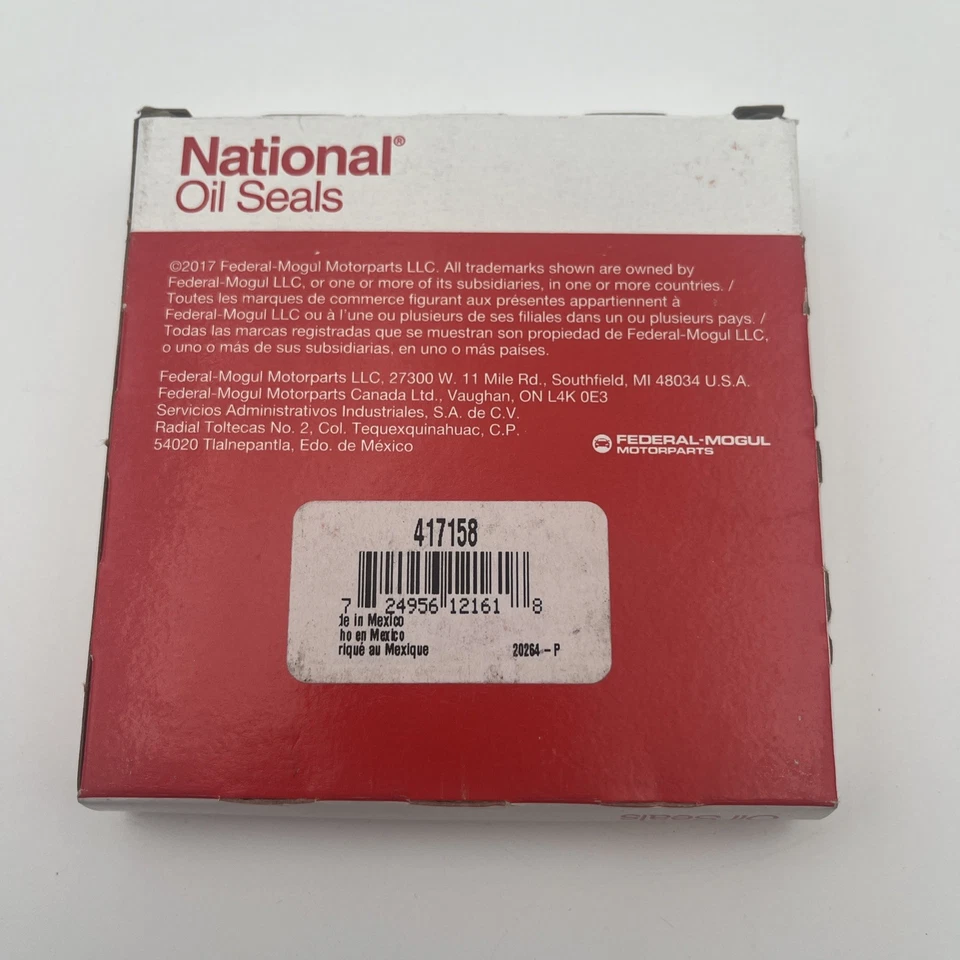 National®
Oil Seals
©2017 Federal-Mogul Motorparts LLC. All trademarks shown are owned by
Federal-Mogul LLC, or one or more of its subsidiaries, in one or more countries. /
Toutes les marques de commerce figurant aux présentes appartiennent à
Federal-Mogul LLC ou à l'une ou plusieurs de ses filiales dans un ou plusieurs pays. /
Todas las marcas registradas que se muestran son propiedad de Federal-Mogul LLC,
o uno o más de sus subsidiarias, en uno o más paises.
Federal-Mogul Motorparts LLC, 27300 W. 11 Mile Rd., Southfield, MI 48034 U.S.A.
Federal-Mogul Motorparts Canada Ltd., Vaughan, ON L4K 0E3
Servicios Administrativos Industriales, S.A. de C.V.
Radial Toltecas No. 2, Col. Tequexquinahuac, C.P.
54020 Tlalnepantla, Edo. de México
FEDERAL-MOGUL
MOTORPARTS
417158
7 24956 12161 8
de in Mexico
ho en Mexico
riqué au Mexique 20264 - P
Oil Seals